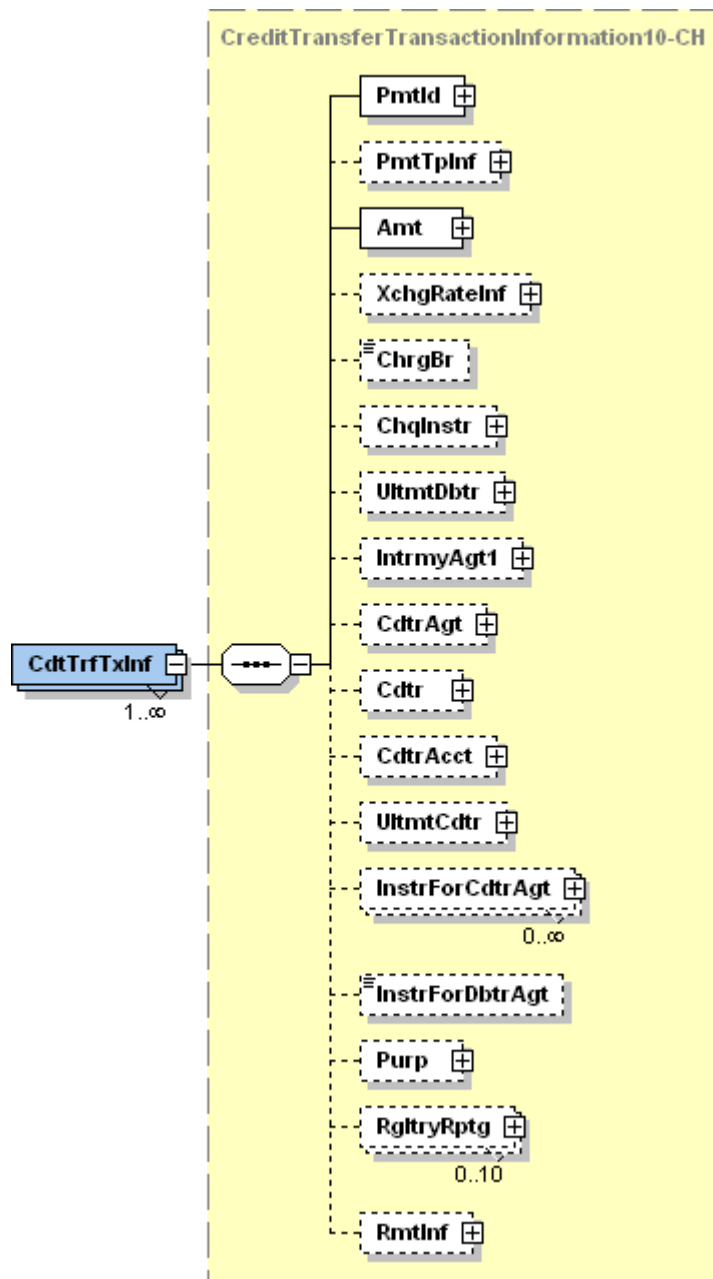 CreditTransferTransactionInformation10-CH
PmtId
PmtTpInf
Amt
XchgRateInf
ChrgBr
ChqInstr
UltmtDbtr
IntrmyAgt1
CdtrAgt
CdtTrfTxInf
1..∞
Cdtr
CdtrAcct
UltmtCdtr
InstrForCdtrAgt
0..∞
InstrForDbtrAgt
Purp
RgltryRptg
0..10
RmtInf